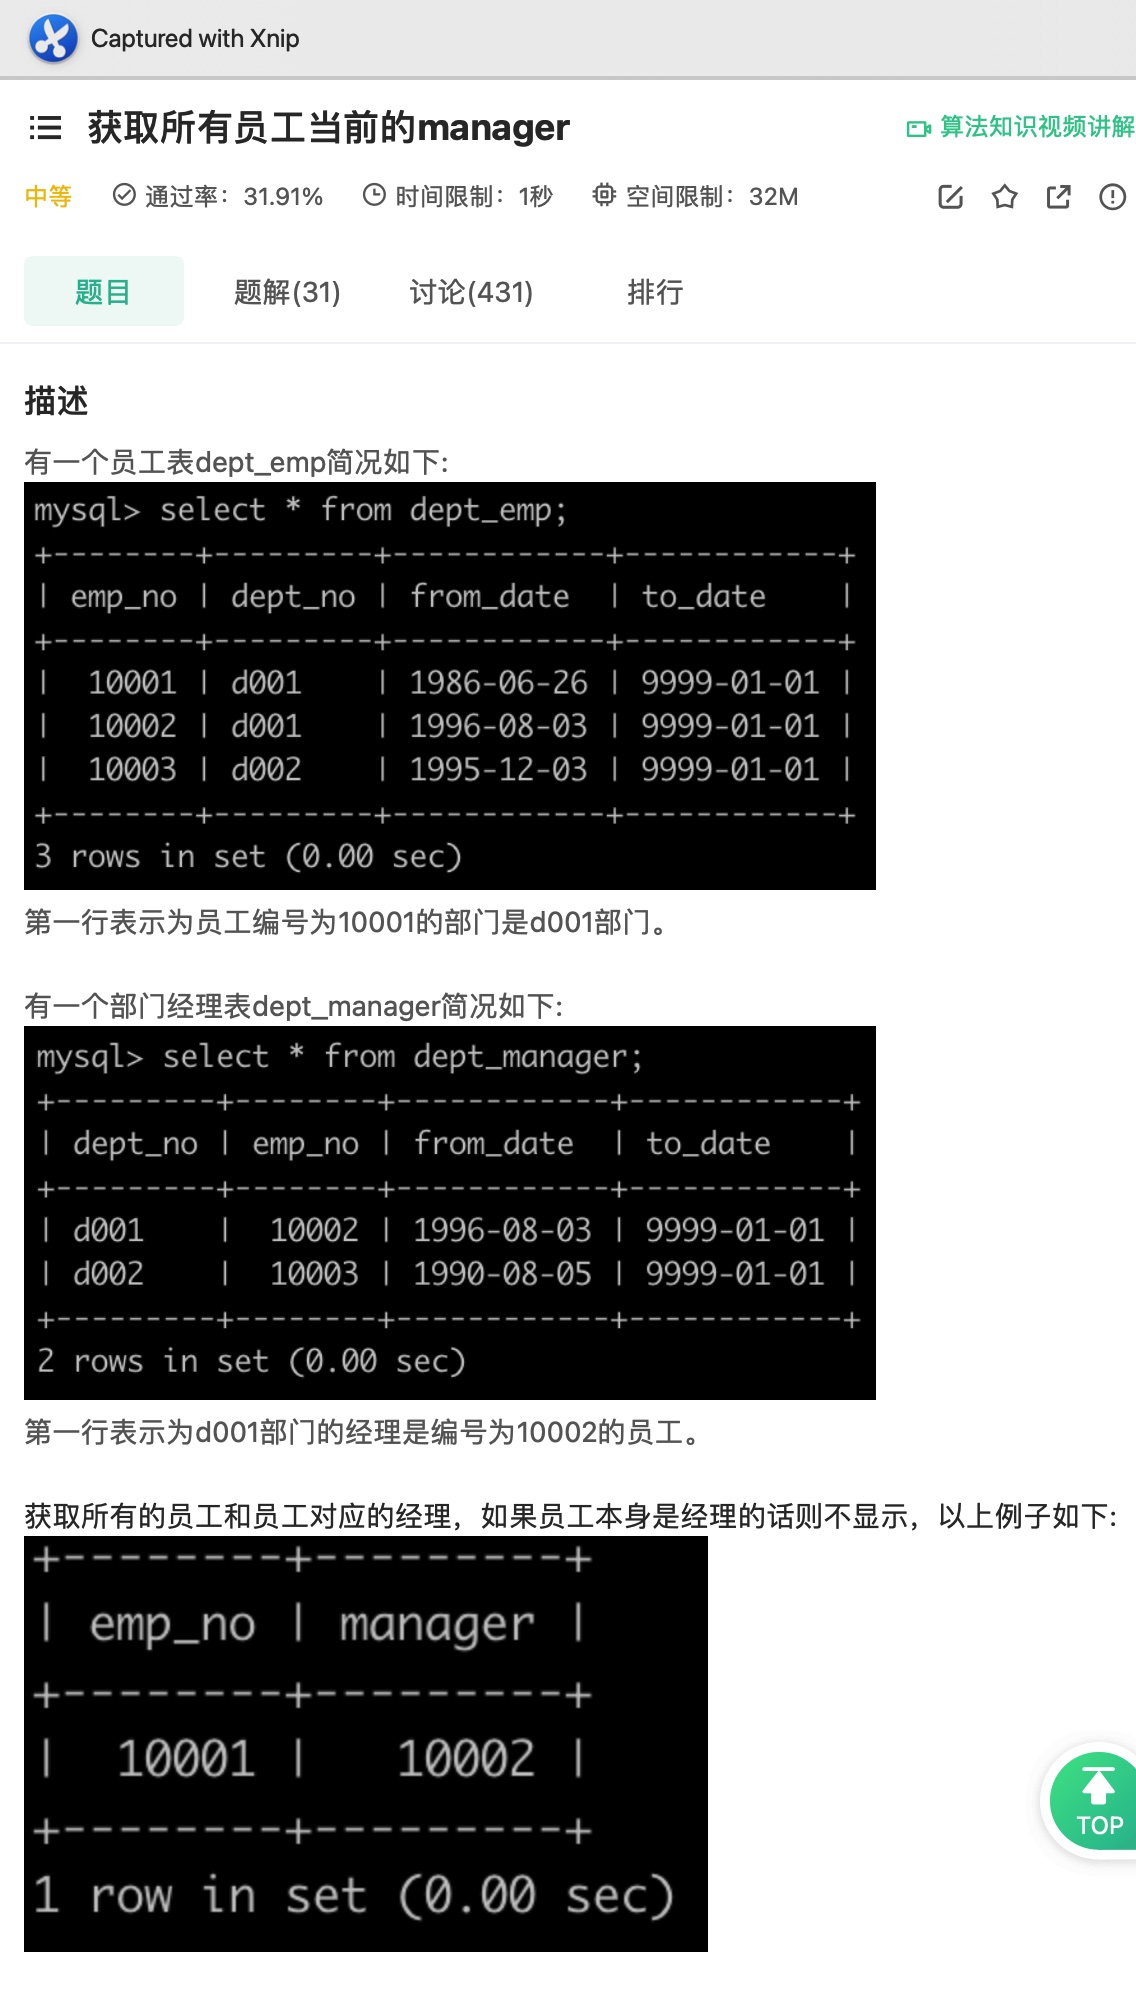 Captured with Xnip
获取所有员工当前的manager
算法知识视频讲解
中等 通过率：31.91% 时间限制：1秒 空间限制：32M
题目 题解(31) 讨论(431) 排行
描述
有一个员工表dept_emp简况如下:
mysql> select * from dept_emp;
+--------+---------+------------+------------+
| emp_no | dept_no | from_date  | to_date    |
+--------+---------+------------+------------+
|  10001 | d001    | 1986-06-26 | 9999-01-01 |
|  10002 | d001    | 1996-08-03 | 9999-01-01 |
|  10003 | d002    | 1995-12-03 | 9999-01-01 |
+--------+---------+------------+------------+
3 rows in set (0.00 sec)
第一行表示为员工编号为10001的部门是d001部门。
有一个部门经理表dept_manager简况如下:
mysql> select * from dept_manager;
+---------+--------+------------+------------+
| dept_no | emp_no | from_date  | to_date    |
+---------+--------+------------+------------+
| d001    |  10002 | 1996-08-03 | 9999-01-01 |
| d002    |  10003 | 1990-08-05 | 9999-01-01 |
+---------+--------+------------+------------+
2 rows in set (0.00 sec)
第一行表示为d001部门的经理是编号为10002的员工。
获取所有的员工和员工对应的经理，如果员工本身是经理的话则不显示，以上例子如下:
+--------+---------+
| emp_no | manager |
+--------+---------+
|  10001 |   10002 |
+--------+---------+
1 row in set (0.00 sec)
TOP